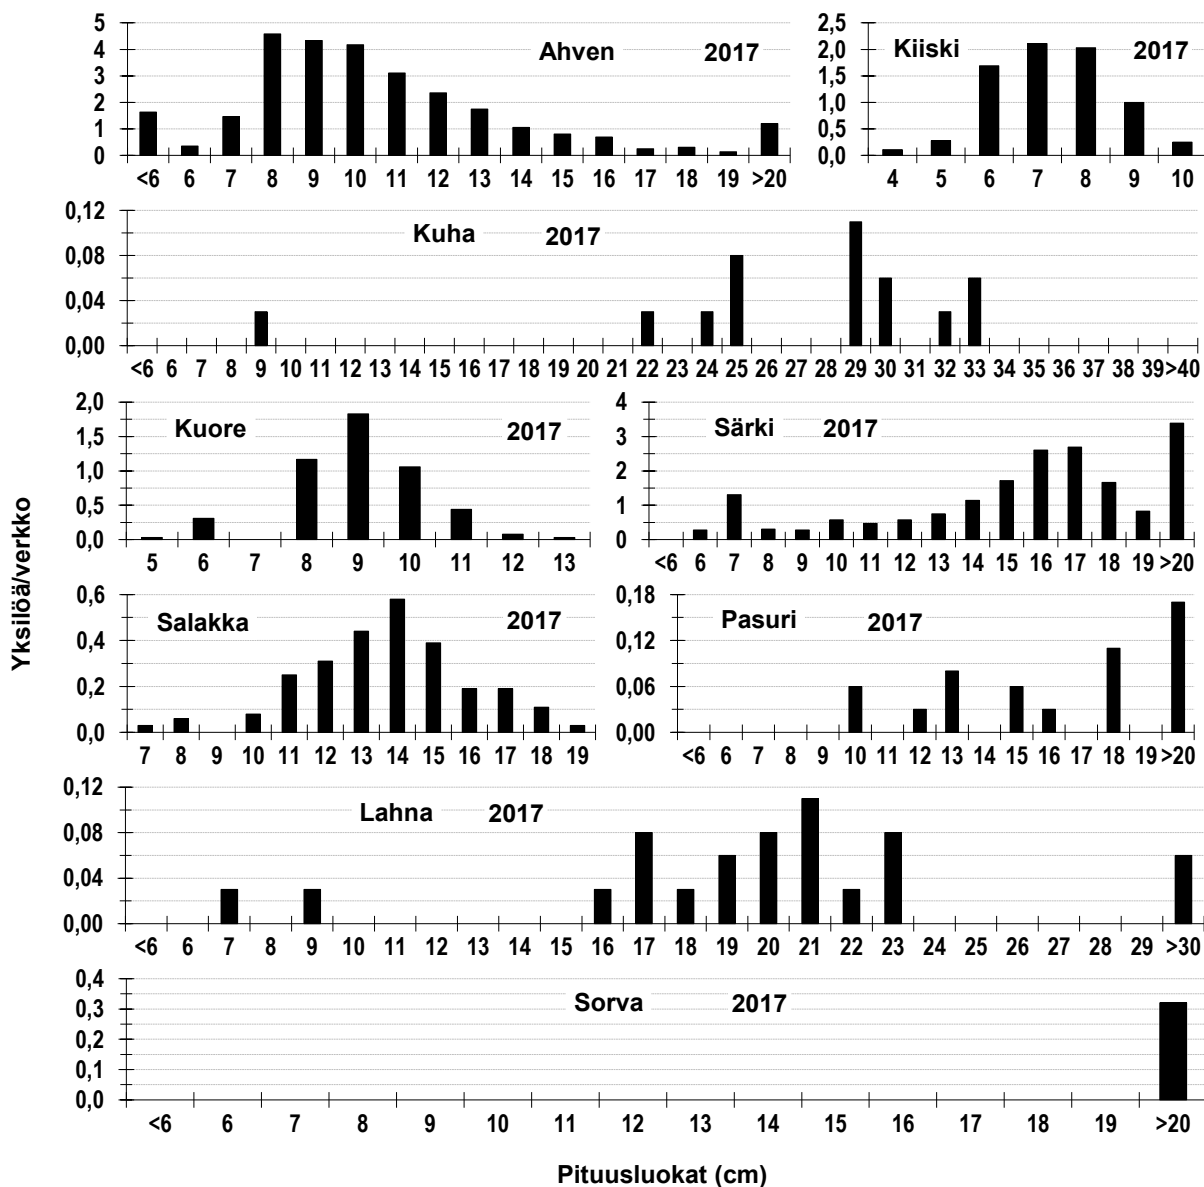 5
4
3
2
1
0
Ahven 2017
<6 6 7 8 9 10 11 12 13 14 15 16 17 18 19 >20
2,5
2,0
1,5
1,0
0,5
0,0
Kiiski 2017
4 5 6 7 8 9 10
0,12
0,08
0,04
0,00
Kuha 2017
<6 6 7 8 9 10 11 12 13 14 15 16 17 18 19 20 21 22 23 24 25 26 27 28 29 30 31 32 33 34 35 36 37 38 39 >40
2,0
1,5
1,0
0,5
0,0
Kuore 2017
5 6 7 8 9 10 11 12 13
4
3
2
1
0
Särki 2017
<6 6 7 8 9 10 11 12 13 14 15 16 17 18 19 >20
Yksilöä/verkko
0,6
0,4
0,2
0,0
Salakka 2017
7 8 9 10 11 12 13 14 15 16 17 18 19
0,18
0,12
0,06
0,00
Pasuri 2017
<6 6 7 8 9 10 11 12 13 14 15 16 17 18 19 >20
0,12
0,08
0,04
0,00
Lahna 2017
<6 6 7 8 9 10 11 12 13 14 15 16 17 18 19 20 21 22 23 24 25 26 27 28 29 >30
0,4
0,3
0,2
0,1
0,0
Sorva 2017
<6 6 7 8 9 10 11 12 13 14 15 16 17 18 19 >20
Pituusluokat (cm)